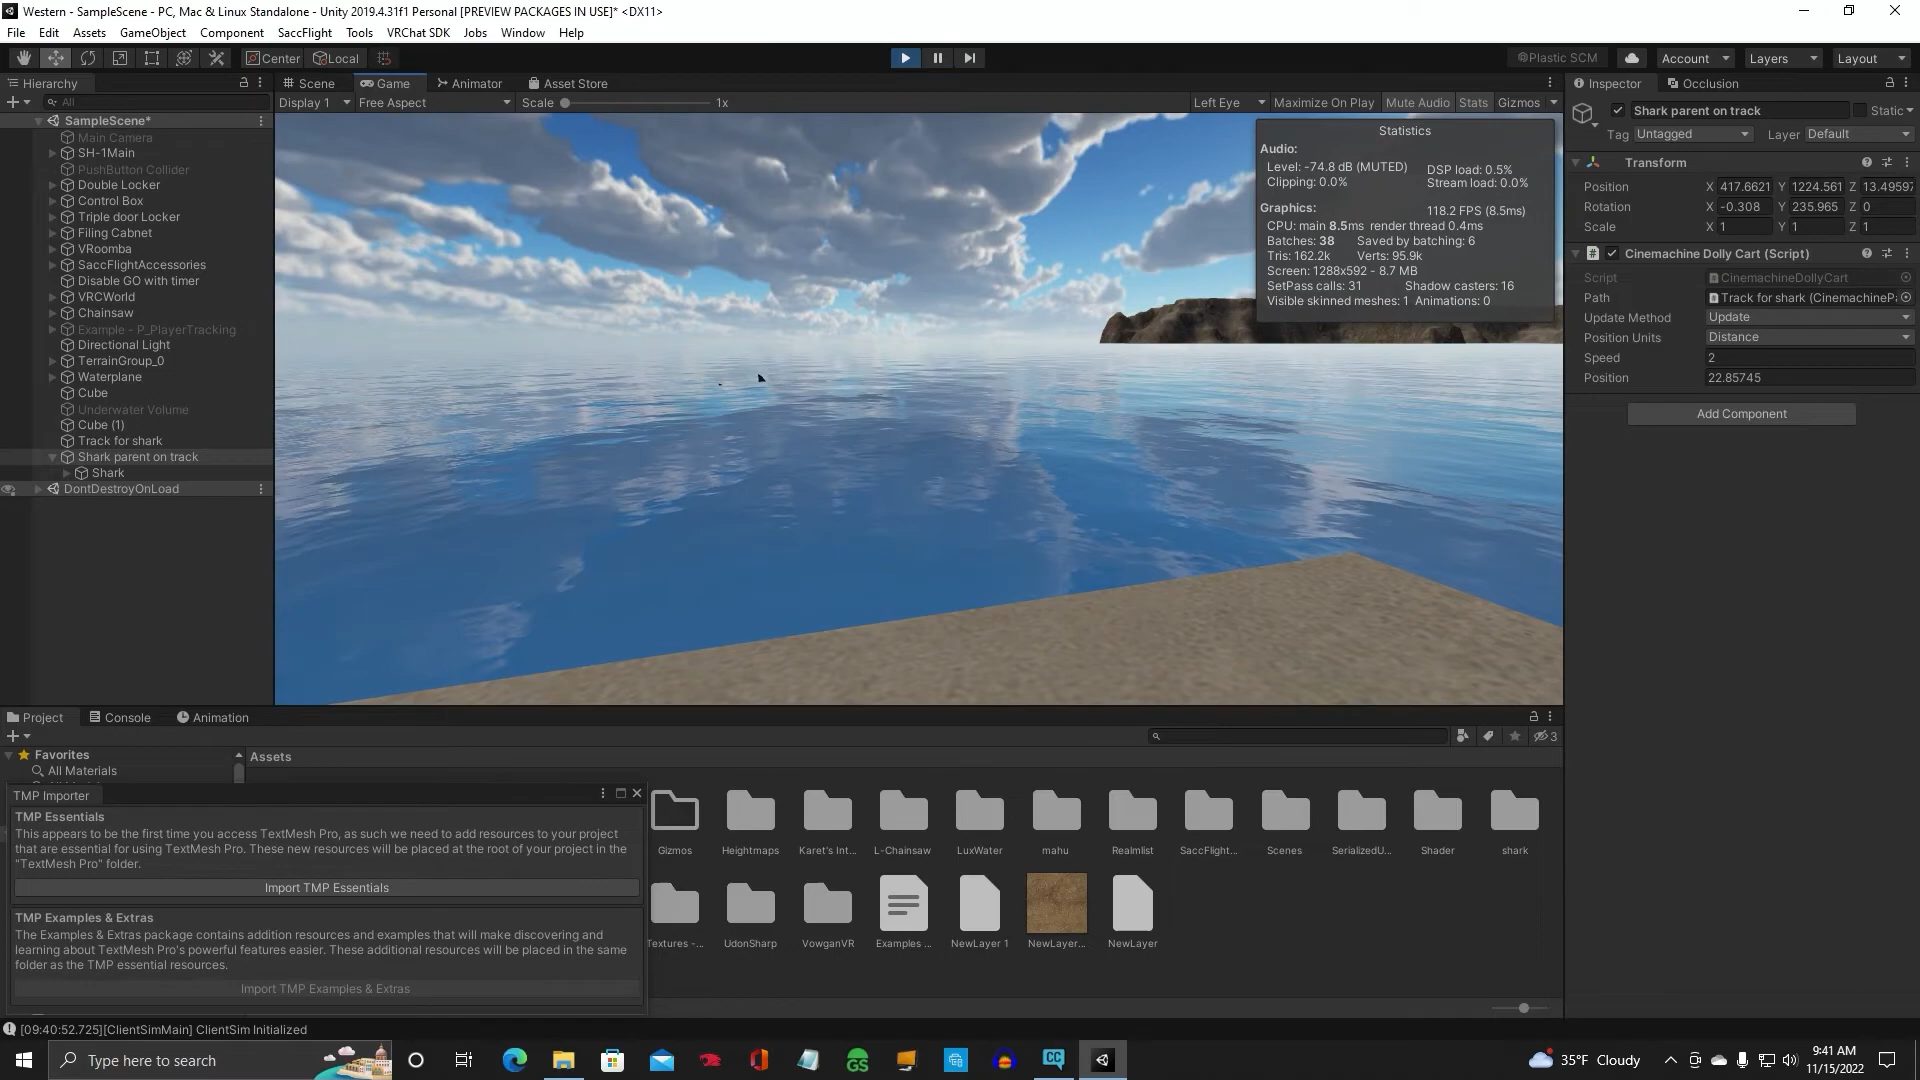 Western - SampleScene - PC, Mac & Linux Standalone - Unity 2019.4.31f1 Personal [PREVIEW PACKAGES IN USE]* <DX11>
File Edit Assets GameObject Component SaccFlight Tools VRChat SDK Jobs Window Help
Center Local Plastic SCM Account Layers Layout
Hierarchy
All
SampleScene*
Main Camera
SH-1Main
PushButton Collider
Double Locker
Control Box
Triple door Locker
Filing Cabnet
VRoomba
SaccFlightAccessories
Disable GO with timer
VRCWorld
Chainsaw
Example - P_PlayerTracking
Directional Light
TerrainGroup_0
Waterplane
Cube
Underwater Volume
Cube (1)
Track for shark
Shark parent on track
Shark
DontDestroyOnLoad
Scene Game Animator Asset Store
Display 1 Free Aspect Scale 1x Left Eye Maximize On Play Mute Audio Stats Gizmos
Statistics
Audio:
Level: -74.8 dB (MUTED) DSP load: 0.5%
Clipping: 0.0% Stream load: 0.0%
Graphics: 118.2 FPS (8.5ms)
CPU: main 8.5ms render thread 0.4ms
Batches: 38 Saved by batching: 6
Tris: 162.2k Verts: 95.9k
Screen: 1288x592 - 8.7 MB
SetPass calls: 31 Shadow casters: 16
Visible skinned meshes: 1 Animations: 0
Inspector Occlusion
Shark parent on track Static
Tag Untagged Layer Default
Transform
Position X 417.6621 Y 1224.561 Z 13.49597
Rotation X -0.308 Y 235.965 Z 0
Scale X 1 Y 1 Z 1
Cinemachine Dolly Cart (Script)
Script CinemachineDollyCart
Path Track for shark (CinemachinePa
Update Method Update
Position Units Distance
Speed 2
Position 22.85745
Add Component
Project Console Animation
3
Favorites
All Materials
Assets
TMP Importer
TMP Essentials
This appears to be the first time you access TextMesh Pro, as such we need to add resources to your project
that are essential for using TextMesh Pro. These new resources will be placed at the root of your project in the
"TextMesh Pro" folder.
Import TMP Essentials
TMP Examples & Extras
The Examples & Extras package contains addition resources and examples that will make discovering and
learning about TextMesh Pro's powerful features easier. These additional resources will be placed in the same
folder as the TMP essential resources.
Import TMP Examples & Extras
Gizmos Heightmaps Karet's Int... L-Chainsaw LuxWater mahu Realmlist SaccFlight... Scenes SerializedU... Shader shark
Textures -... UdonSharp VowganVR Examples ... NewLayer 1 NewLayer... NewLayer
[09:40:52.725][ClientSimMain] ClientSim Initialized
Type here to search
GS
CC
35°F Cloudy
9:41 AM
11/15/2022